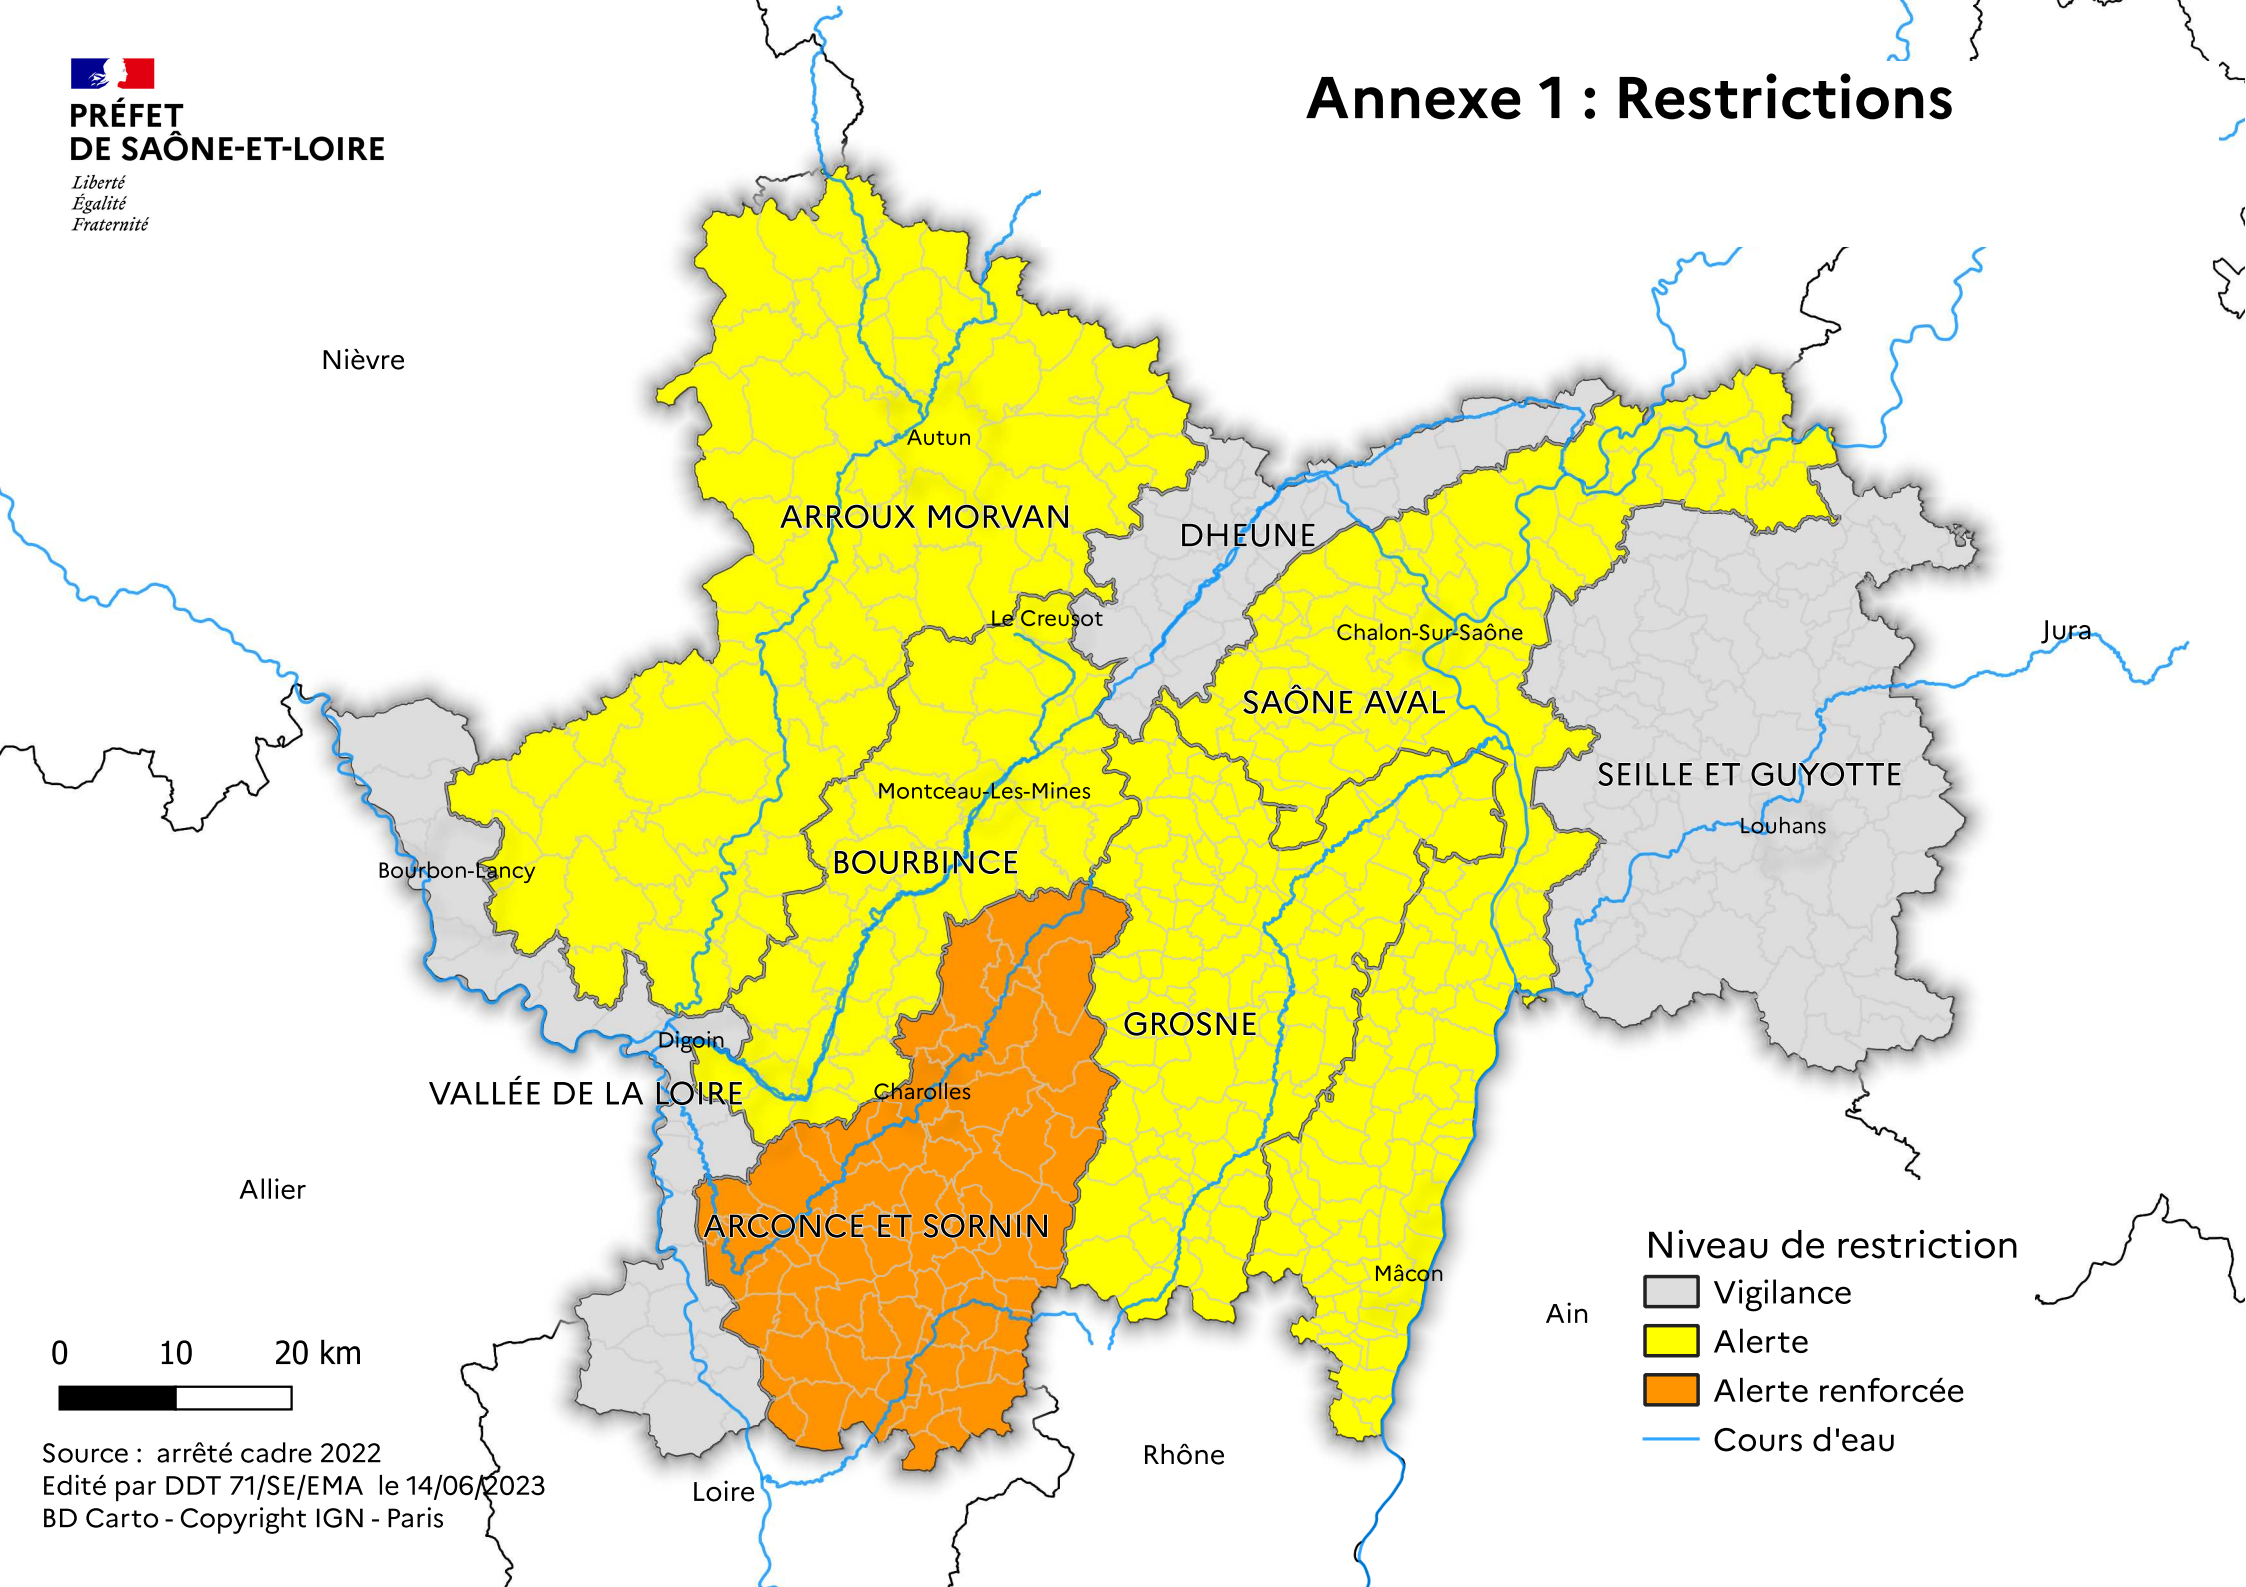 PRÉFET
DE SAÔNE-ET-LOIRE
Liberté
Égalité
Fraternité
Annexe 1 : Restrictions
Nièvre
Autun
ARROUX MORVAN
DHEUNE
Le Creusot
Chalon-Sur-Saône
Jura
SAÔNE AVAL
SEILLE ET GUYOTTE
Montceau-Les-Mines
Louhans
BOURBINCE
Bourbon-Lancy
GROSNE
Digoin
VALLÉE DE LA LOIRE
Charolles
Allier
ARCONCE ET SORNIN
Mâcon
Ain
Rhône
Loire
Niveau de restriction
Vigilance
Alerte
Alerte renforcée
Cours d'eau
0 10 20 km
Source : arrêté cadre 2022
Edité par DDT 71/SE/EMA le 14/06/2023
BD Carto - Copyright IGN - Paris